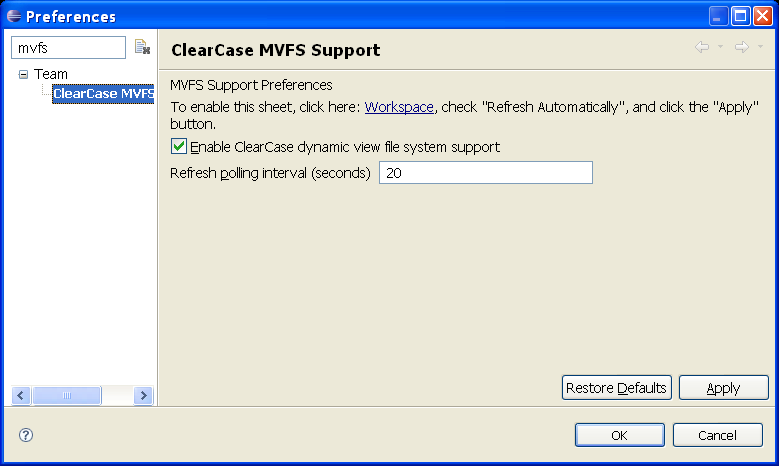 Preferences
mvfs
ClearCase MVFS Support
Team
ClearCase MVFS
MVFS Support Preferences
To enable this sheet, click here: Workspace, check "Refresh Automatically", and click the "Apply"
button.
Enable ClearCase dynamic view file system support
Refresh polling interval (seconds) 20
Restore Defaults Apply
OK Cancel